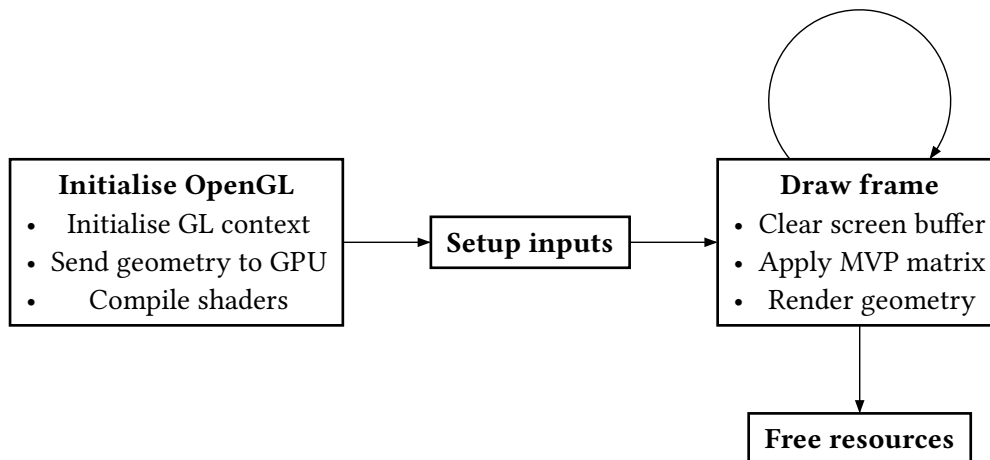 Initialise OpenGL
• Initialise GL context
• Send geometry to GPU
• Compile shaders
Setup inputs
Draw frame
• Clear screen buffer
• Apply MVP matrix
• Render geometry
Free resources